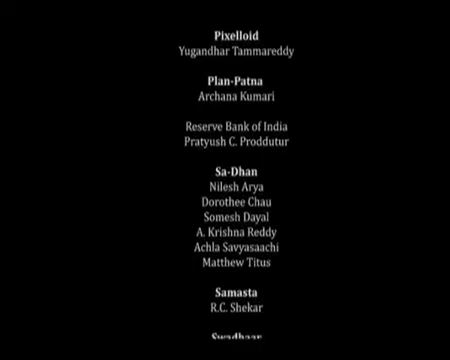 Pixelloid
Yugandhar Tammareddy
Plan-Patna
Archana Kumari
Reserve Bank of India
Pratyush C. Proddutur
Sa-Dhan
Nilesh Arya
Dorothee Chau
Somesh Dayal
A. Krishna Reddy
Achla Savyasaachi
Matthew Titus
Samasta
R.C. Shekar